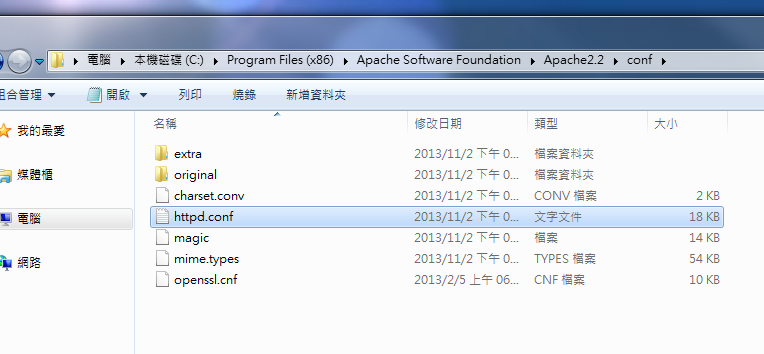 電腦 本機磁碟 (C:) Program Files (x86) Apache Software Foundation Apache2.2 conf
組合管理 開啟 列印 燒錄 新增資料夾
名稱 修改日期 類型 大小
我的最愛
媒體櫃
電腦
網路
extra 2013/11/2 下午 0... 檔案資料夾
original 2013/11/2 下午 0... 檔案資料夾
charset.conv 2013/11/2 下午 0... CONV 檔案 2 KB
httpd.conf 2013/11/2 下午 0... 文字文件 18 KB
magic 2013/11/2 下午 0... 檔案 14 KB
mime.types 2013/11/2 下午 0... TYPES 檔案 54 KB
openssl.cnf 2013/2/5 上午 06... CNF 檔案 10 KB